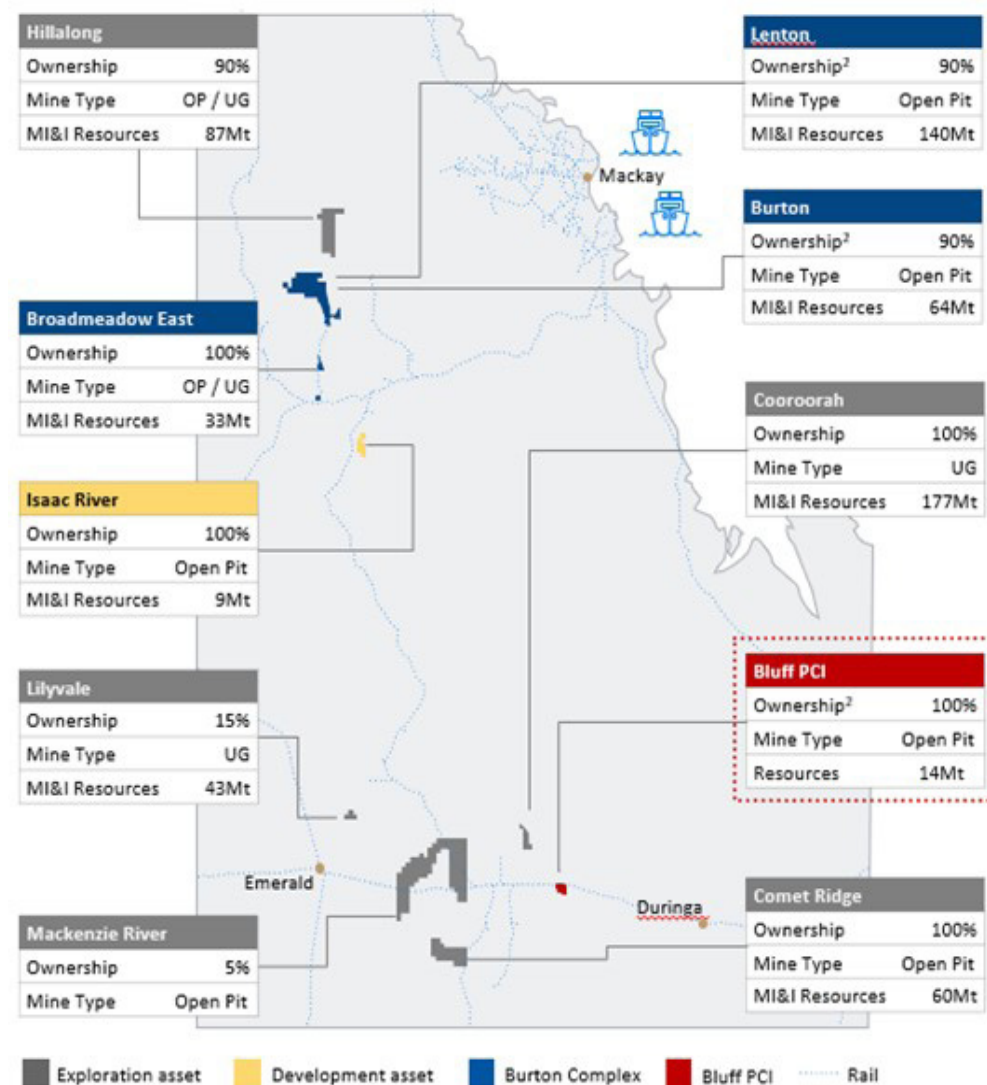 Hillalong
Ownership 90%
Mine Type OP / UG
MI&I Resources 87Mt
Lenton
Ownership² 90%
Mine Type Open Pit
MI&I Resources 140Mt
Mackay
Burton
Ownership² 90%
Mine Type Open Pit
MI&I Resources 64Mt
Broadmeadow East
Ownership 100%
Mine Type OP / UG
MI&I Resources 33Mt
Cooroorah
Ownership 100%
Mine Type UG
MI&I Resources 177Mt
Isaac River
Ownership 100%
Mine Type Open Pit
MI&I Resources 9Mt
Bluff PCI
Ownership² 100%
Mine Type Open Pit
Resources 14Mt
Lilyvale
Ownership 15%
Mine Type UG
MI&I Resources 43Mt
Emerald
Duringa
Comet Ridge
Ownership 100%
Mine Type Open Pit
MI&I Resources 60Mt
Mackenzie River
Ownership 5%
Mine Type Open Pit
Exploration asset Development asset Burton Complex Bluff PCI Rail